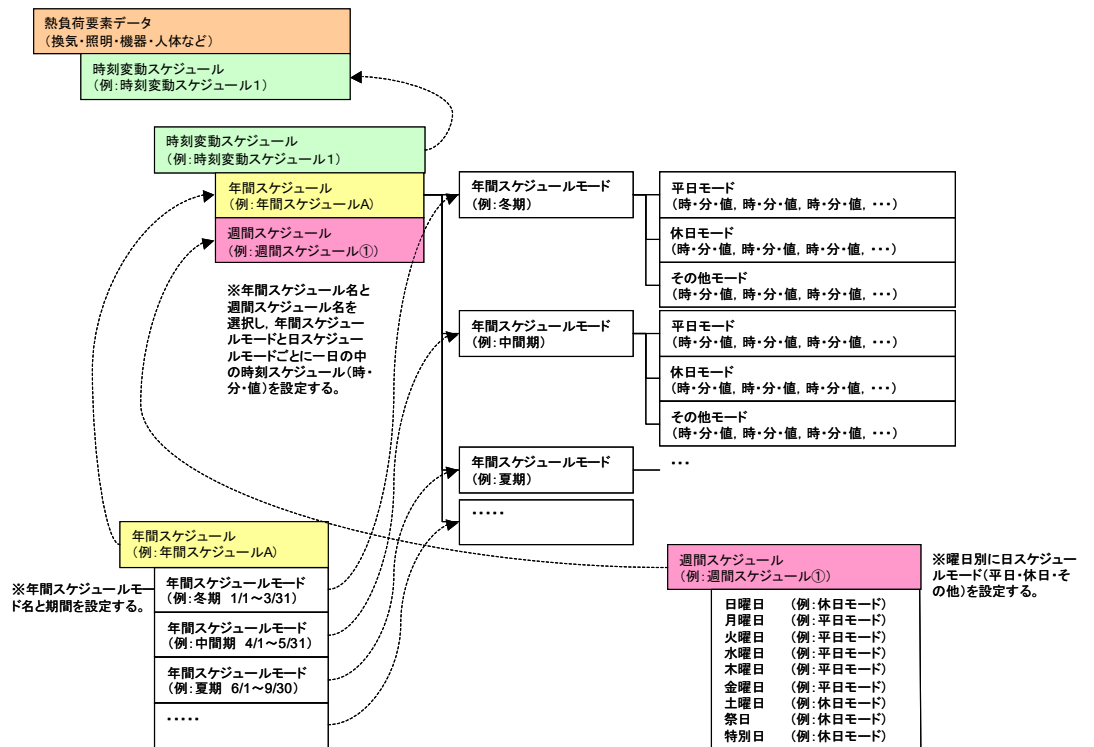 熱負荷要素データ
（換気・照明・機器・人体など）
時刻変動スケジュール
（例：時刻変動スケジュール1）
時刻変動スケジュール
（例：時刻変動スケジュール1）
年間スケジュール
（例：年間スケジュールA）
週間スケジュール
（例：週間スケジュール①）
※年間スケジュール名と
週間スケジュール名を
選択し，年間スケジュー
ルモードと日スケジュー
ルモードごとに一日の中
の時刻スケジュール（時・
分・値）を設定する。
年間スケジュールモード
（例：冬期）
平日モード
（時・分・値，時・分・値，時・分・値，・・・）
休日モード
（時・分・値，時・分・値，時・分・値，・・・）
その他モード
（時・分・値，時・分・値，時・分・値，・・・）
年間スケジュールモード
（例：中間期）
平日モード
（時・分・値，時・分・値，時・分・値，・・・）
休日モード
（時・分・値，時・分・値，時・分・値，・・・）
その他モード
（時・分・値，時・分・値，時・分・値，・・・）
年間スケジュールモード
（例：夏期）
・・・
・・・・・
年間スケジュール
（例：年間スケジュールA）
※年間スケジュールモー
ド名と期間を設定する。
年間スケジュールモード
（例：冬期 1/1～3/31）
年間スケジュールモード
（例：中間期 4/1～5/31）
年間スケジュールモード
（例：夏期 6/1～9/30）
・・・・・
週間スケジュール
（例：週間スケジュール①）
※曜日別に日スケジュー
ルモード（平日・休日・そ
の他）を設定する。
日曜日 （例：休日モード）
月曜日 （例：平日モード）
火曜日 （例：平日モード）
水曜日 （例：平日モード）
木曜日 （例：平日モード）
金曜日 （例：平日モード）
土曜日 （例：休日モード）
祭日 （例：休日モード）
特別日 （例：休日モード）